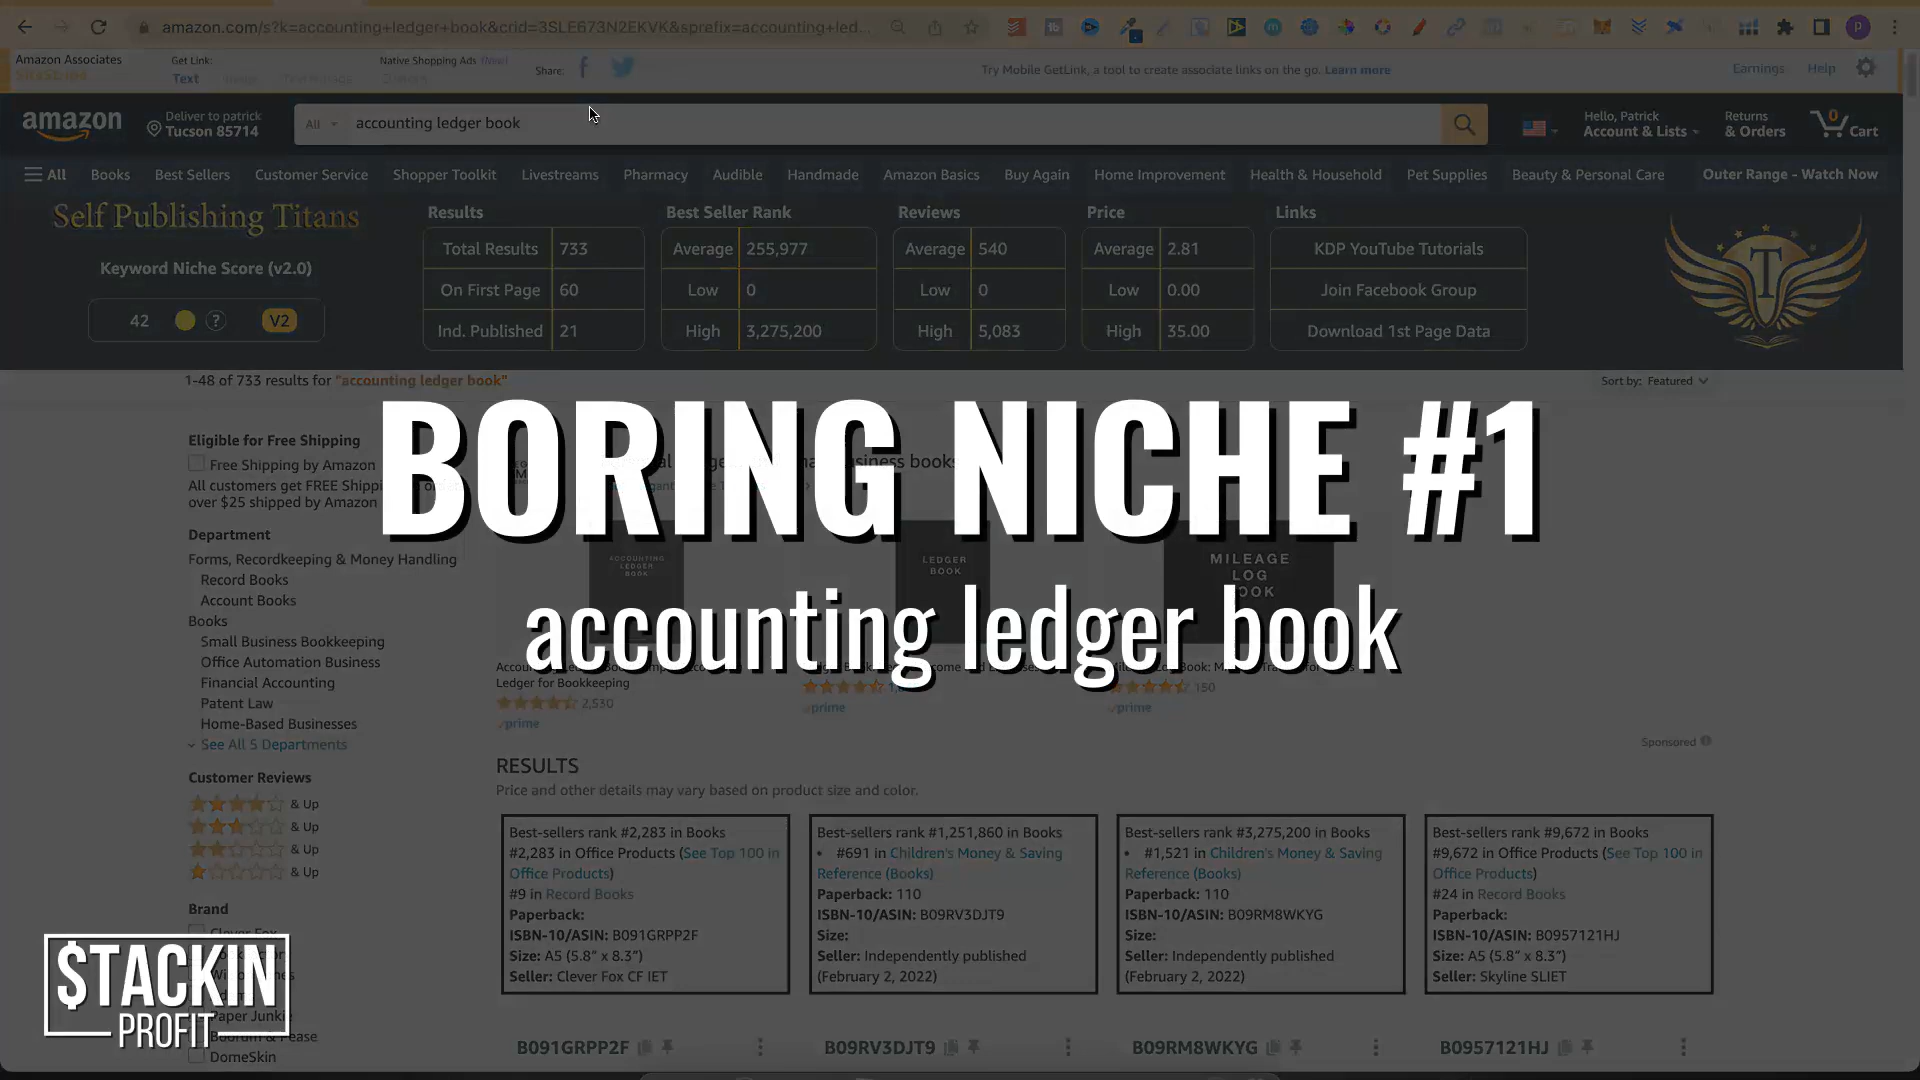 amazon.com/s?k=accounting+ledger+book&crid=3SLE673N2EKVK&sprefix=accounting+led...
Amazon Associates
Get Link:
Text
Native Shopping Ads
Share:
Try Mobile GetLink, a tool to create associate links on the go. Learn more
Earnings
Help
amazon
Deliver to patrick
Tucson 85714
All
accounting ledger book
Hello, Patrick
Account & Lists
Returns
& Orders
0
Cart
All Books Best Sellers Customer Service Shopper Toolkit Livestreams Pharmacy Audible Handmade Amazon Basics Buy Again Home Improvement Health & Household Pet Supplies Beauty & Personal Care Outer Range - Watch Now
Self Publishing Titans
Keyword Niche Score (v2.0)
42 ? V2
Results
Total Results 733
On First Page 60
Ind. Published 21
Best Seller Rank
Average 255,977
Low 0
High 3,275,200
Reviews
Average 540
Low 0
High 5,083
Price
Average 2.81
Low 0.00
High 35.00
Links
KDP YouTube Tutorials
Join Facebook Group
Download 1st Page Data
T
1-48 of 733 results for "accounting ledger book"
Sort by: Featured
BORING NICHE #1
accounting ledger book
Eligible for Free Shipping
Free Shipping by Amazon
All customers get FREE
over $25 shipped by Amazon
Department
Forms, Recordkeeping & Money Handling
Record Books
Account Books
Books
Small Business Bookkeeping
Office Automation Business
Financial Accounting
Patent Law
Home-Based Businesses
See All 5 Departments
Customer Reviews
& Up
& Up
& Up
& Up
Brand
Paper Junkie
DomeSkin
ACCOUNTING
LEDGER
BOOK
LEDGER
BOOK
MILEAGE
LOG
Ledger for Bookkeeping
2,530
prime
prime
150
prime
Sponsored
RESULTS
Price and other details may vary based on product size and color.
Best-sellers rank #2,283 in Books
#2,283 in Office Products (See Top 100 in
Office Products)
#9 in Record Books
Paperback:
ISBN-10/ASIN: B091GRPP2F
Size: A5 (5.8" x 8.3")
Seller: Clever Fox CF IET
Best-sellers rank #1,251,860 in Books
• #691 in Children's Money & Saving
Reference (Books)
Paperback: 110
ISBN-10/ASIN: B09RV3DJT9
Size:
Seller: Independently published
(February 2, 2022)
Best-sellers rank #3,275,200 in Books
• #1,521 in Children's Money & Saving
Reference (Books)
Paperback: 110
ISBN-10/ASIN: B09RM8WKYG
Size:
Seller: Independently published
(February 2, 2022)
Best-sellers rank #9,672 in Books
#9,672 in Office Products (See Top 100 in
Office Products)
#24 in Record Books
Paperback:
ISBN-10/ASIN: B0957121HJ
Size: A5 (5.8" x 8.3")
Seller: Skyline SLIET
B091GRPP2F
B09RV3DJT9
B09RM8WKYG
B0957121HJ
$TACKIN
PROFIT